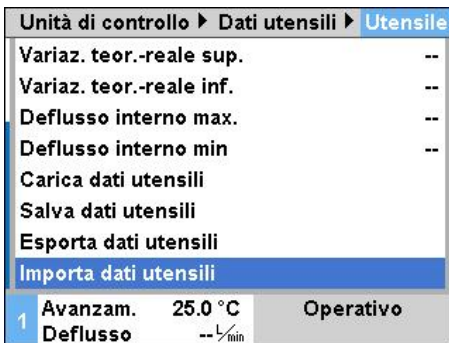 Unità di controllo ▶ Dati utensili ▶ Utensile
Variaz. teor.-reale sup. --
Variaz. teor.-reale inf. --
Deflusso interno max. --
Deflusso interno min --
Carica dati utensili
Salva dati utensili
Esporta dati utensili
Importa dati utensili
1 Avanzam. 25.0 °C Operativo
Deflusso -- L/min